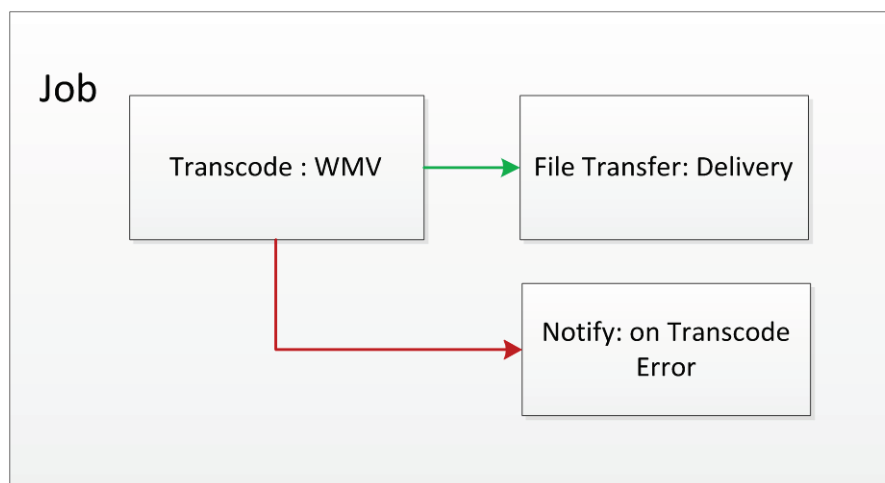 Job
Transcode : WMV
File Transfer: Delivery
Notify: on Transcode
Error